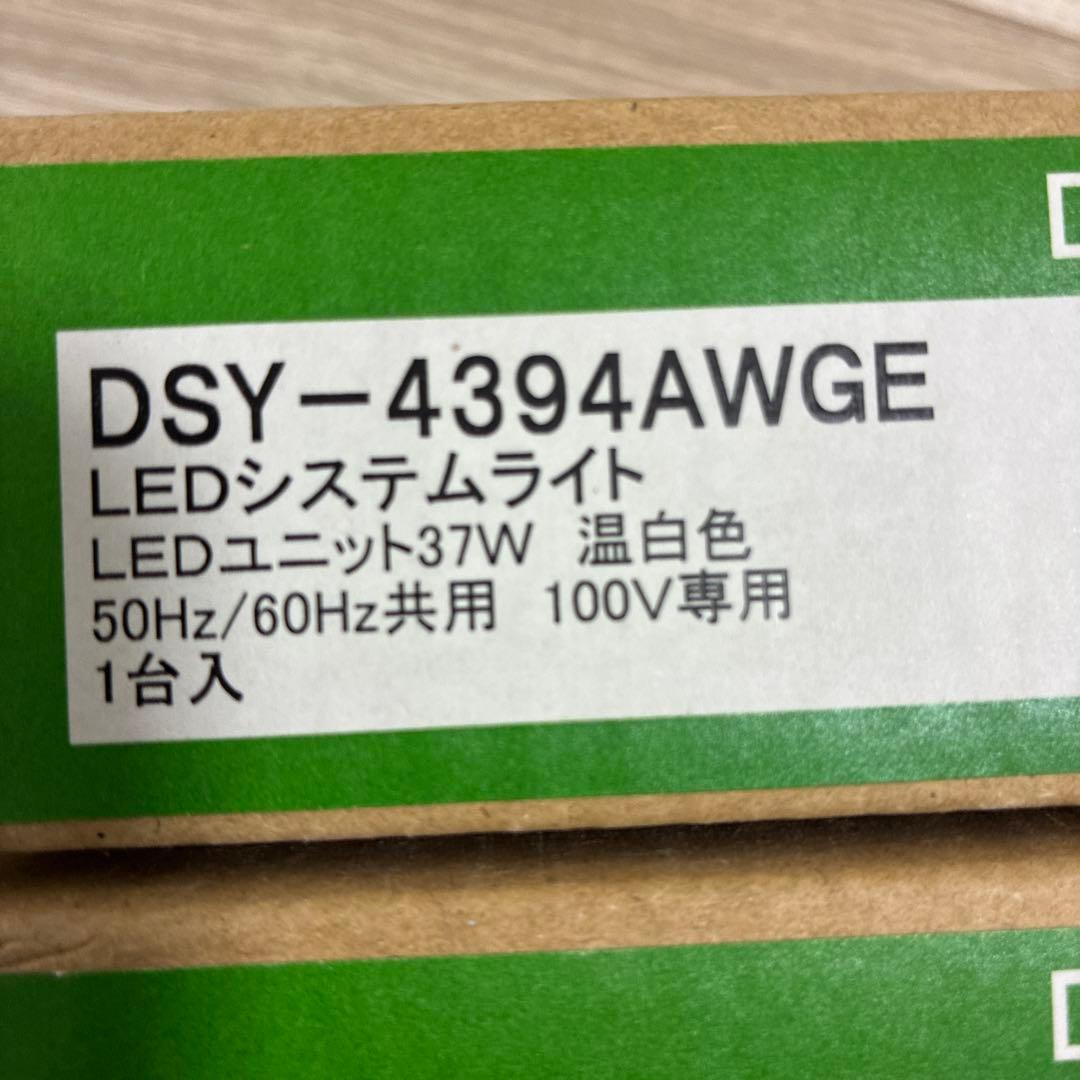 DSY-4394AWGE
LEDシステムライト
LEDユニット37W 温白色
50Hz/60Hz共用 100V専用
1台入